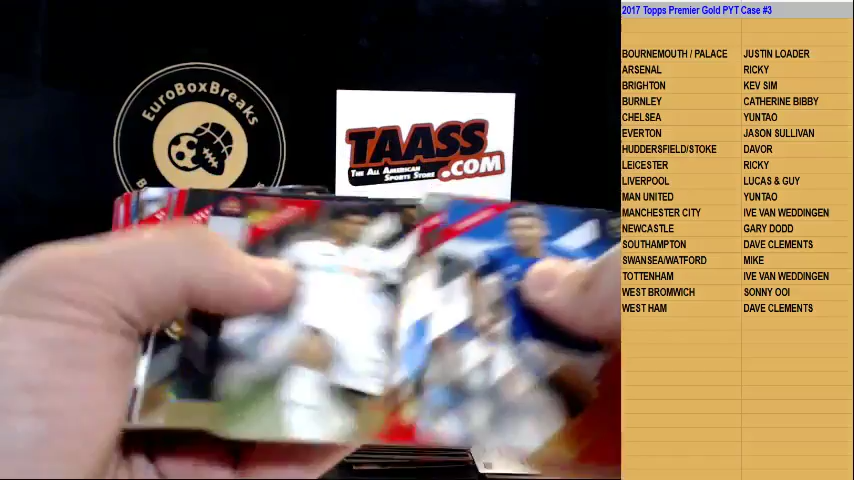 2017 Topps Premier Gold PYT Case #3
EuroBoxBreaks
TAASS
.COM
THE ALL AMERICAN
SPORTS STORE
BOURNEMOUTH / PALACE JUSTIN LOADER
ARSENAL RICKY
BRIGHTON KEV SIM
BURNLEY CATHERINE BIBBY
CHELSEA YUNTAO
EVERTON JASON SULLIVAN
HUDDERSFIELD/STOKE DAVOR
LEICESTER RICKY
LIVERPOOL LUCAS & GUY
MAN UNITED YUNTAO
MANCHESTER CITY IVE VAN WEDDINGEN
NEWCASTLE GARY DODD
SOUTHAMPTON DAVE CLEMENTS
SWANSEA/WATFORD MIKE
TOTTENHAM IVE VAN WEDDINGEN
WEST BROMWICH SONNY OOI
WEST HAM DAVE CLEMENTS